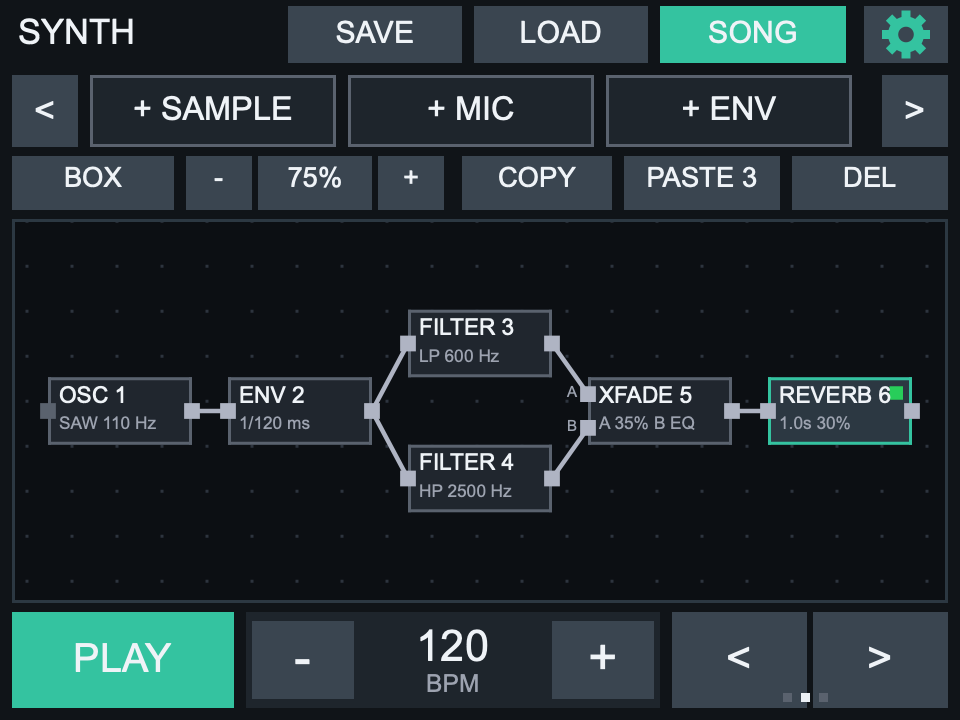 SYNTH
SAVE
LOAD
SONG
<
+ SAMPLE
+ MIC
+ ENV
>
BOX
-
75%
+
COPY
PASTE 3
DEL
FILTER 3
LP 600 Hz
OSC 1
SAW 110 Hz
ENV 2
1/120 ms
A
B
XFADE 5
A 35% B EQ
REVERB 6
1.0s 30%
FILTER 4
HP 2500 Hz
PLAY
-
120
BPM
+
<
>